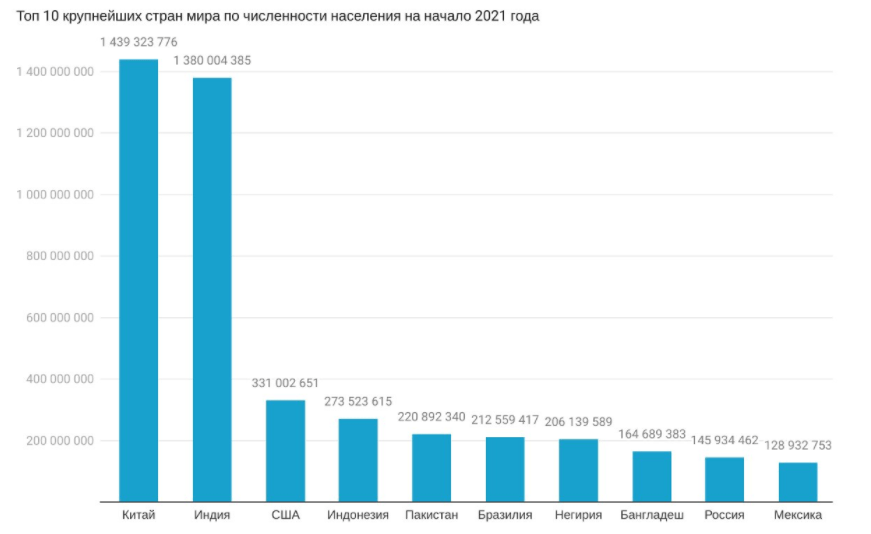 Топ 10 крупнейших стран мира по численности населения на начало 2021 года
1 439 323 776
1 380 004 385
1 400 000 000
1 200 000 000
1 000 000 000
800 000 000
600 000 000
400 000 000
331 002 651
273 523 615
220 892 340
212 559 417
206 139 589
164 689 383
145 934 462
128 932 753
200 000 000
Китай Индия США Индонезия Пакистан Бразилия Негирия Бангладеш Россия Мексика